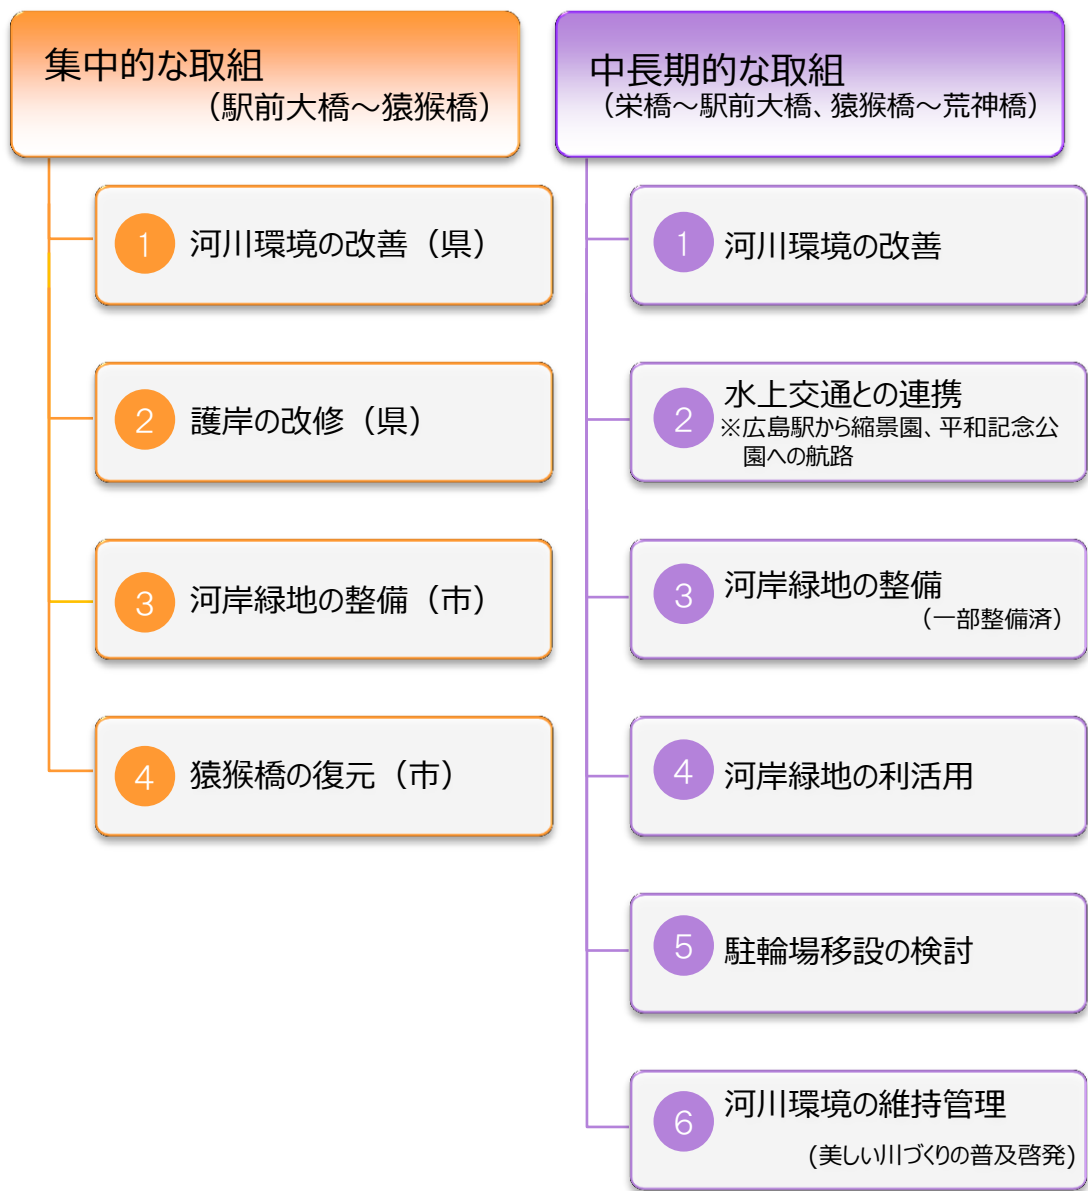 集中的な取組
（駅前大橋～猿猴橋）
1 河川環境の改善（県）
2 護岸の改修（県）
3 河岸緑地の整備（市）
4 猿猴橋の復元（市）
中長期的な取組
（栄橋～駅前大橋、猿猴橋～荒神橋）
1 河川環境の改善
2 水上交通との連携
※広島駅から縮景園、平和記念公
園への航路
3 河岸緑地の整備
（一部整備済）
4 河岸緑地の利活用
5 駐輪場移設の検討
6 河川環境の維持管理
(美しい川づくりの普及啓発)